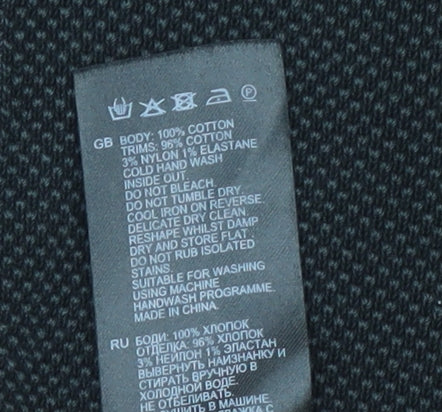 P
GB BODY: 100% COTTON
TRIMS: 96% COTTON
3% NYLON 1% ELASTANE
COLD HAND WASH
INSIDE OUT
DO NOT BLEACH
DO NOT TUMBLE DRY.
COOL IRON ON REVERSE.
DELICATE DRY CLEAN.
RESHAPE WHILST DAMP
DRY AND STORE FLAT.
DO NOT RUB ISOLATED
STAINS.
SUITABLE FOR WASHING
USING MACHINE
HANDWASH PROGRAMME.
MADE IN CHINA.
RU БОДИ: 100% ХЛОПОК
ОТДЕЛКА: 96% ХЛОПОК
3% НЕЙЛОН 1% ЭЛАСТАН
ВЫВЕРНУТЬ НАИЗНАНКУ И
СТИРАТЬ ВРУЧНУЮ В
ХОЛОДНОЙ ВОДЕ.
НЕ ОТБЕЛИВАТЬ.
В МАШИНЕ.